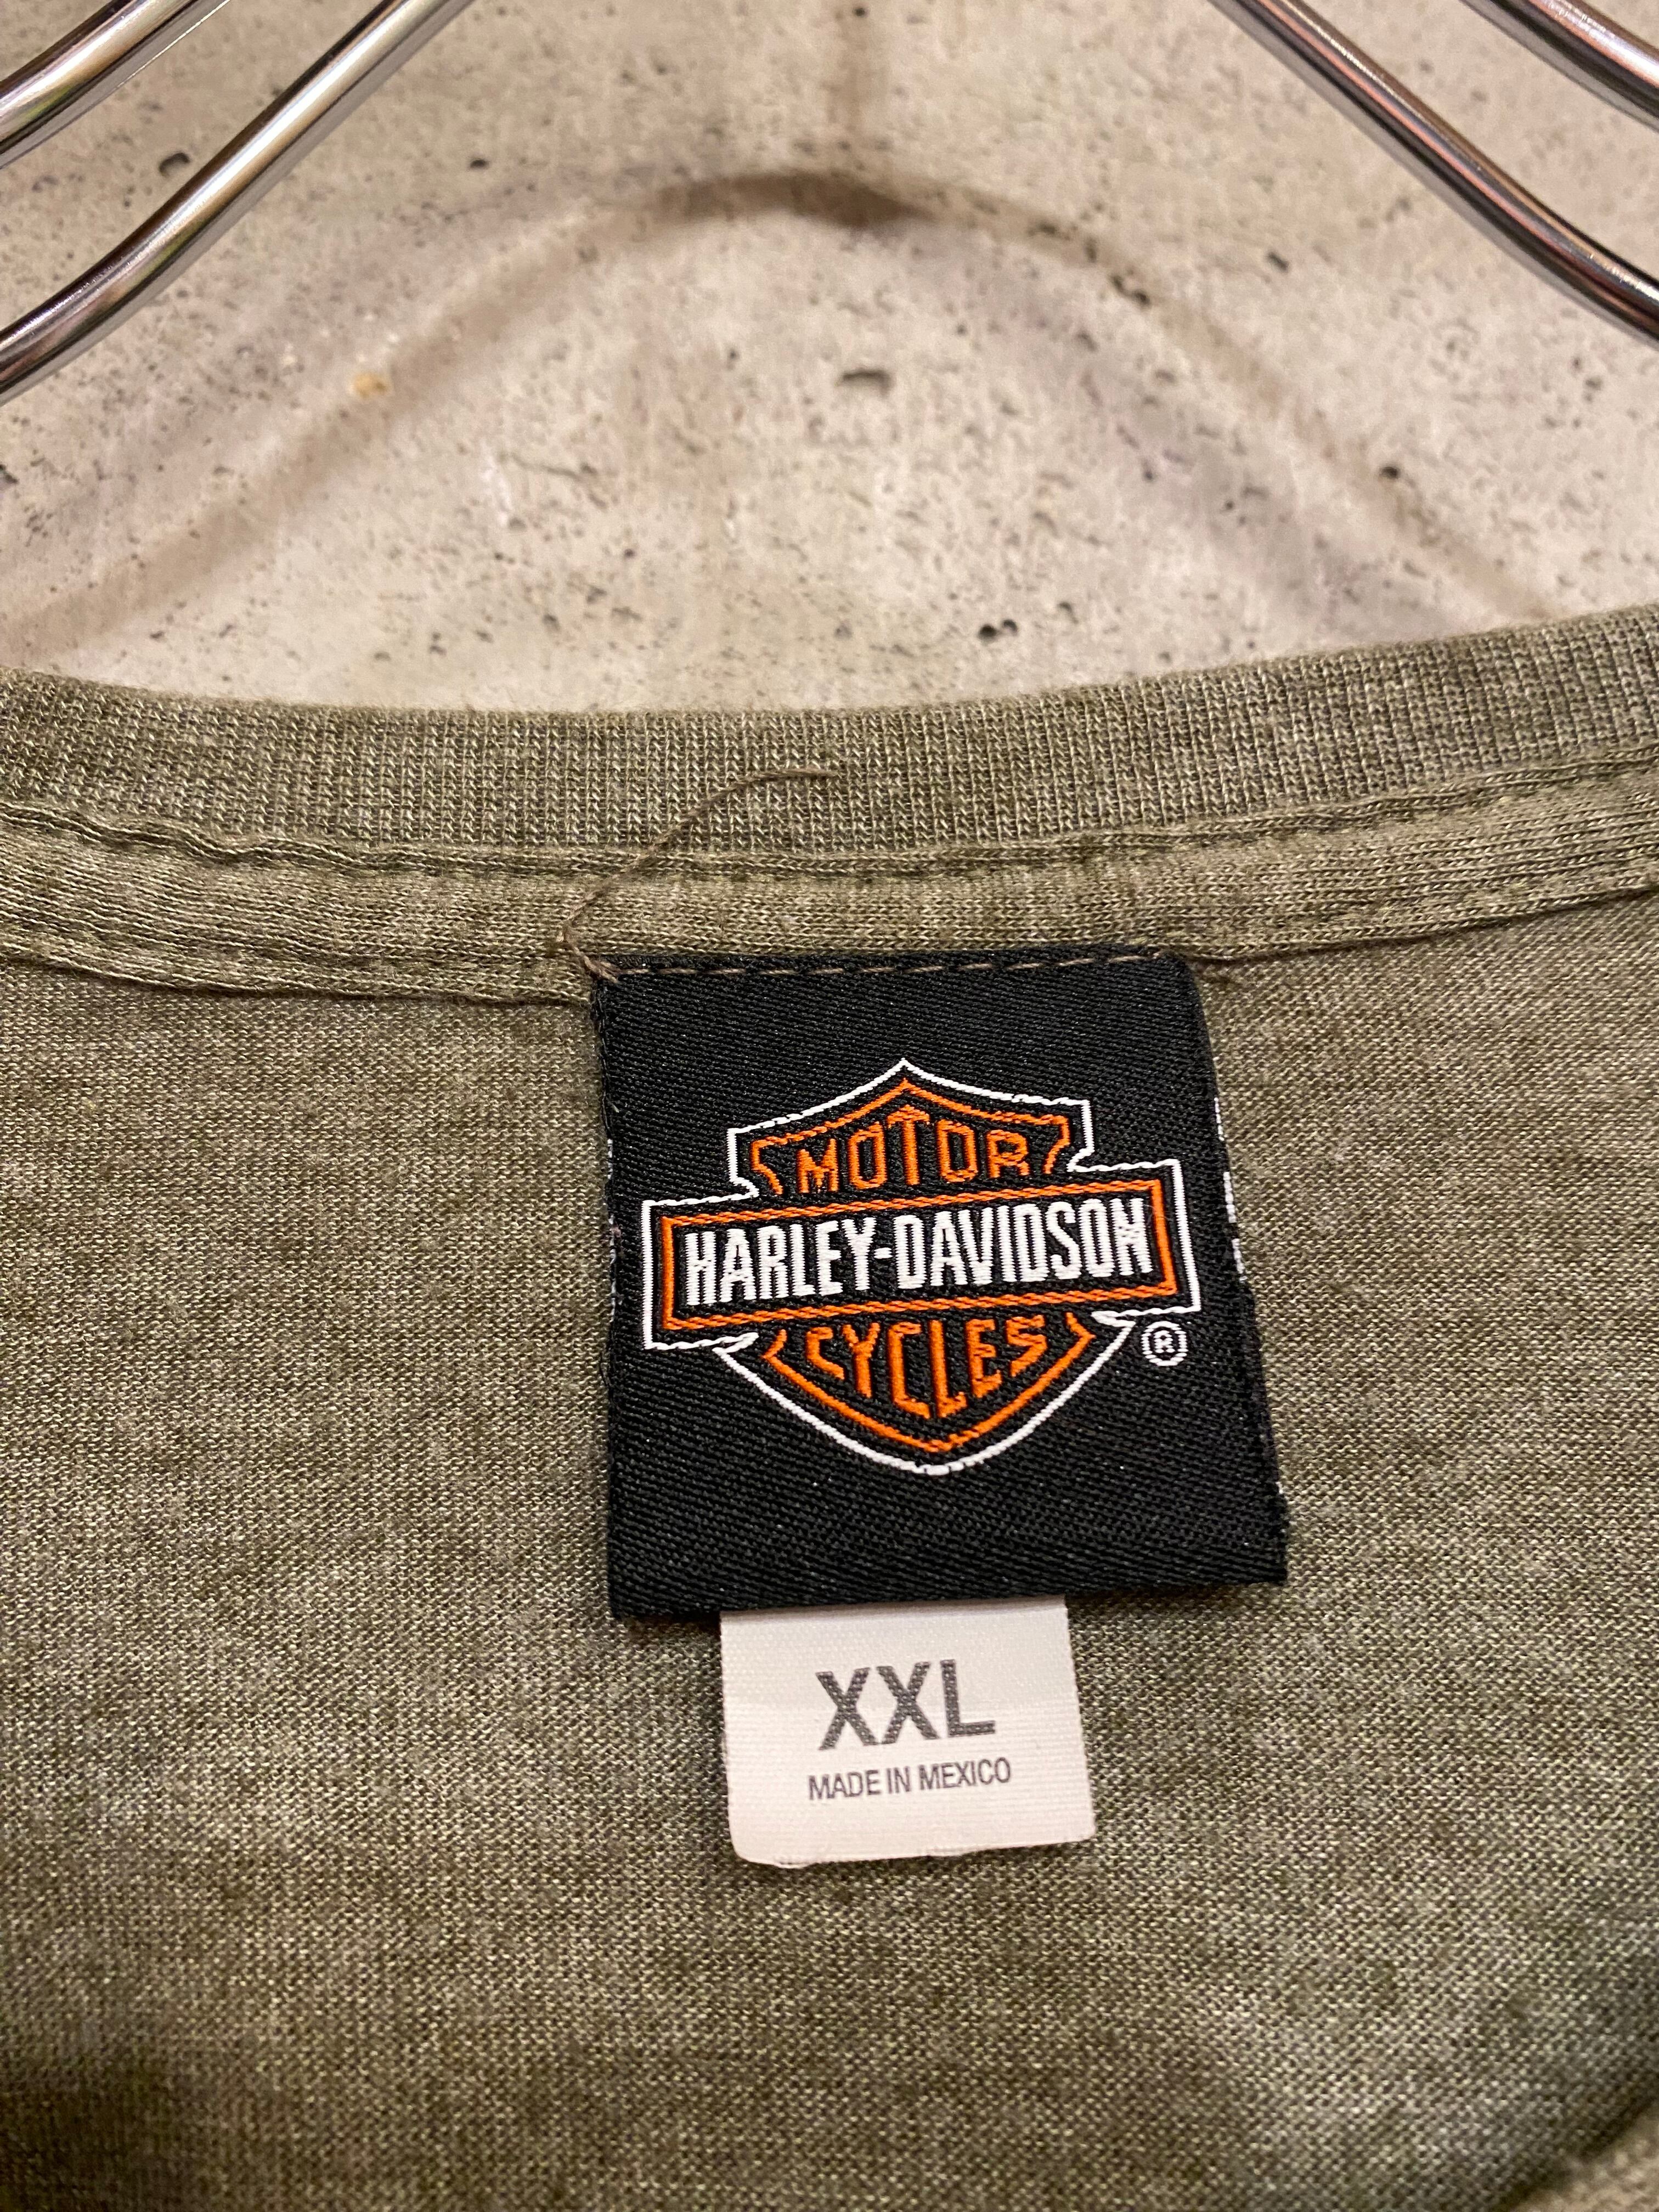 MOTOR
HARLEY-DAVIDSON
CYCLES
®
XXL
MADE IN MEXICO